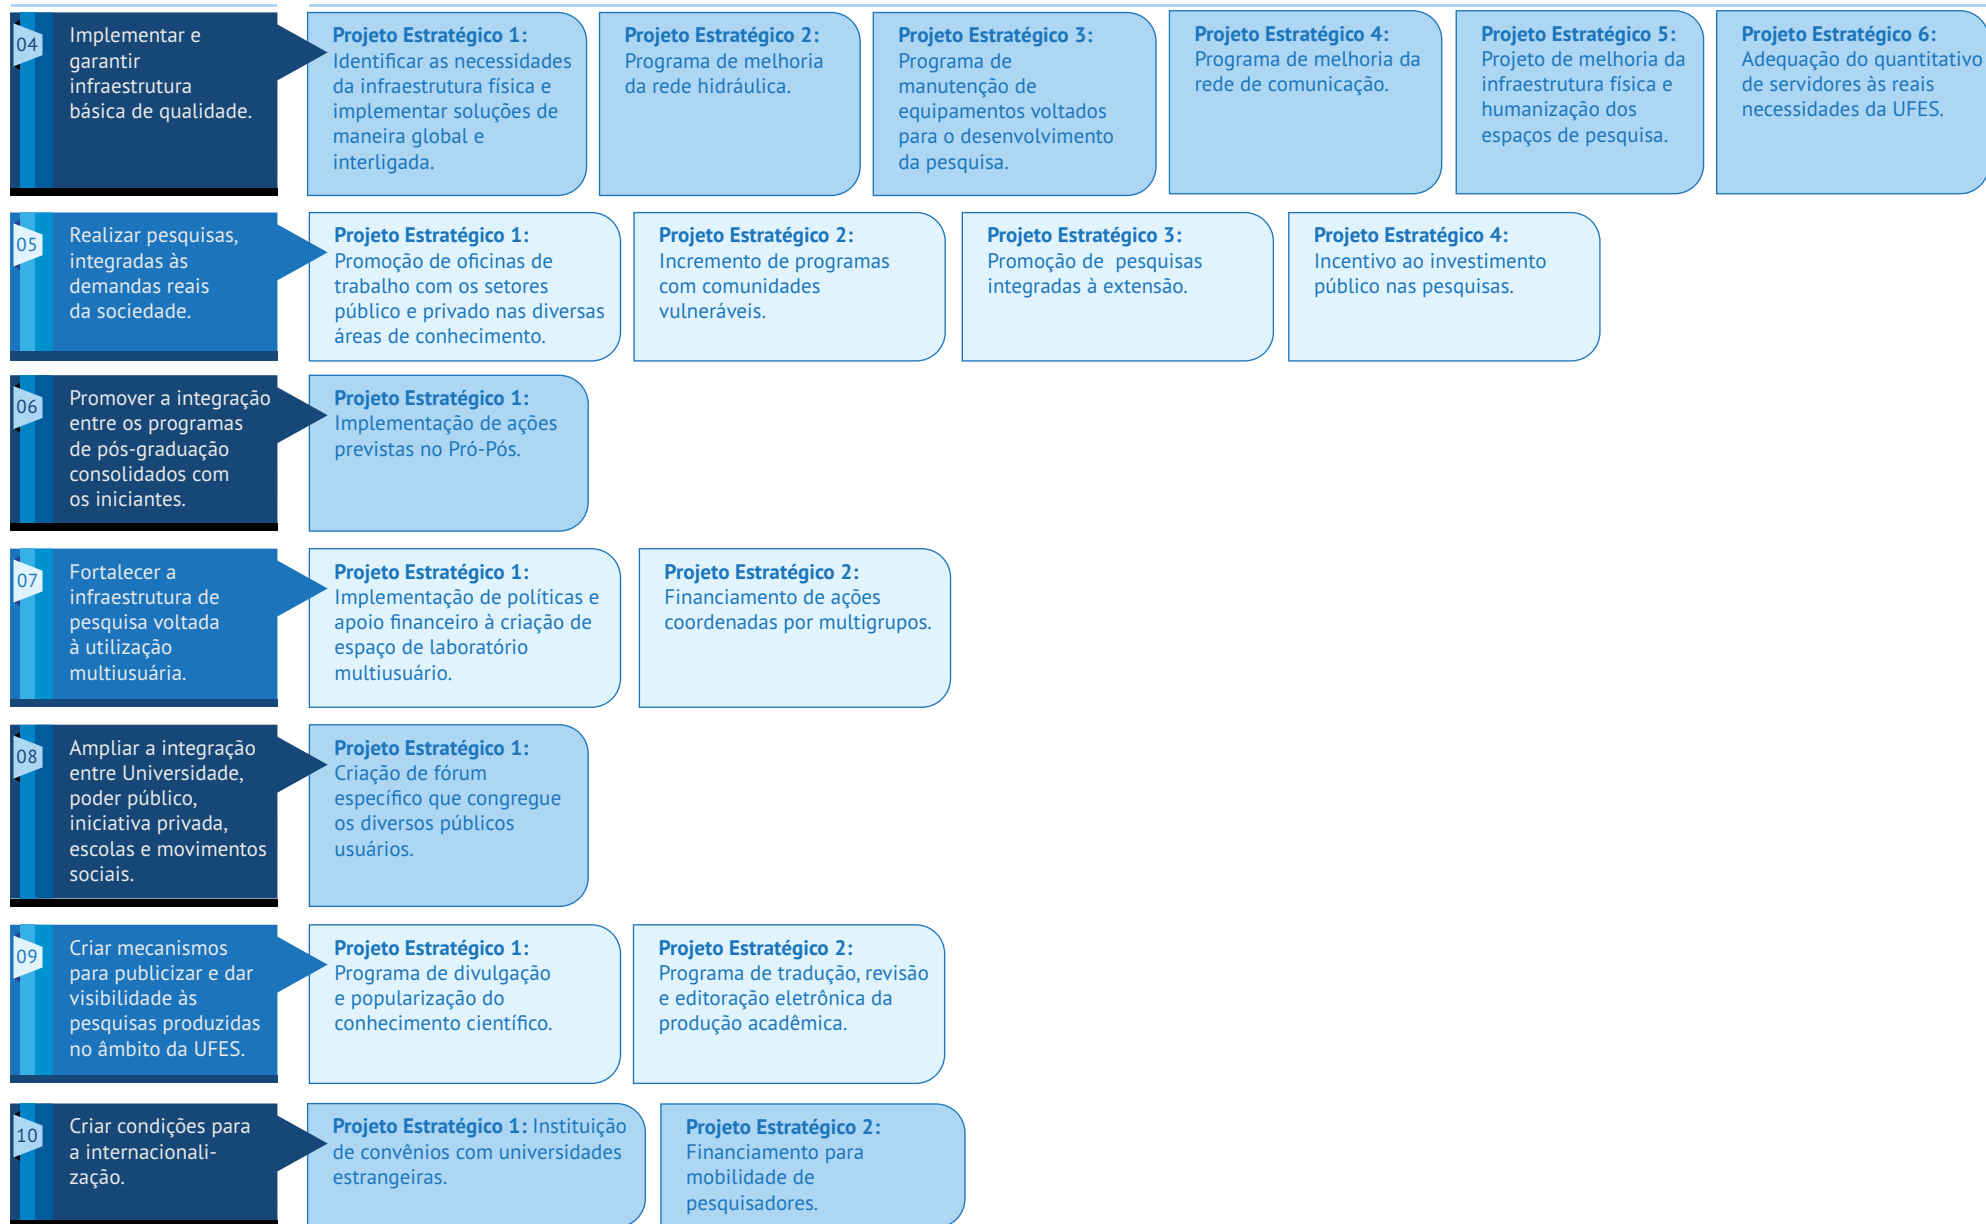 04
Implementar e
garantir
infraestrutura
básica de qualidade.
Projeto Estratégico 1:
Identificar as necessidades
da infraestrutura física e
implementar soluções de
maneira global e
interligada.
Projeto Estratégico 2:
Programa de melhoria
da rede hidráulica.
Projeto Estratégico 3:
Programa de
manutenção de
equipamentos voltados
para o desenvolvimento
da pesquisa.
Projeto Estratégico 4:
Programa de melhoria da
rede de comunicação.
Projeto Estratégico 5:
Projeto de melhoria da
infraestrutura física e
humanização dos
espaços de pesquisa.
Projeto Estratégico 6:
Adequação do quantitativo
de servidores às reais
necessidades da UFES.
05
Realizar pesquisas,
integradas às
demandas reais
da sociedade.
Projeto Estratégico 1:
Promoção de oficinas de
trabalho com os setores
público e privado nas diversas
áreas de conhecimento.
Projeto Estratégico 2:
Incremento de programas
com comunidades
vulneráveis.
Projeto Estratégico 3:
Promoção de pesquisas
integradas à extensão.
Projeto Estratégico 4:
Incentivo ao investimento
público nas pesquisas.
06
Promover a integração
entre os programas
de pós-graduação
consolidados com
os iniciantes.
Projeto Estratégico 1:
Implementação de ações
previstas no Pró-Pós.
07
Fortalecer a
infraestrutura de
pesquisa voltada
à utilização
multiusuária.
Projeto Estratégico 1:
Implementação de políticas e
apoio financeiro à criação de
espaço de laboratório
multiusuário.
Projeto Estratégico 2:
Financiamento de ações
coordenadas por multigrupos.
08
Ampliar a integração
entre Universidade,
poder público,
iniciativa privada,
escolas e movimentos
sociais.
Projeto Estratégico 1:
Criação de fórum
específico que congregue
os diversos públicos
usuários.
09
Criar mecanismos
para publicizar e dar
visibilidade às
pesquisas produzidas
no âmbito da UFES.
Projeto Estratégico 1:
Programa de divulgação
e popularização do
conhecimento científico.
Projeto Estratégico 2:
Programa de tradução, revisão
e editoração eletrônica da
produção acadêmica.
10
Criar condições para
a internacionali-
zação.
Projeto Estratégico 1: Instituição
de convênios com universidades
estrangeiras.
Projeto Estratégico 2:
Financiamento para
mobilidade de
pesquisadores.